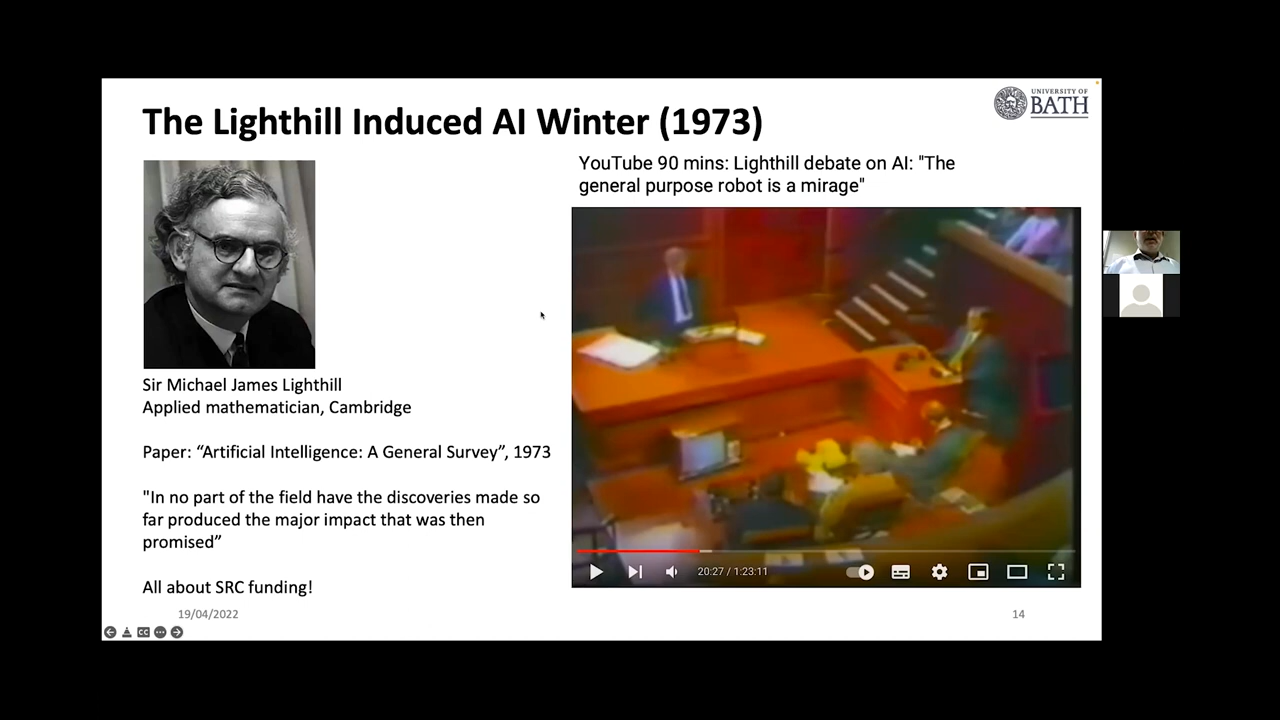 The Lighthill Induced AI Winter (1973)
UNIVERSITY OF
BATH
YouTube 90 mins: Lighthill debate on AI: "The
general purpose robot is a mirage"
Sir Michael James Lighthill
Applied mathematician, Cambridge
Paper: “Artificial Intelligence: A General Survey”, 1973
"In no part of the field have the discoveries made so
far produced the major impact that was then
promised”
All about SRC funding!
20:27 / 1:23:11
19/04/2022
14
CC